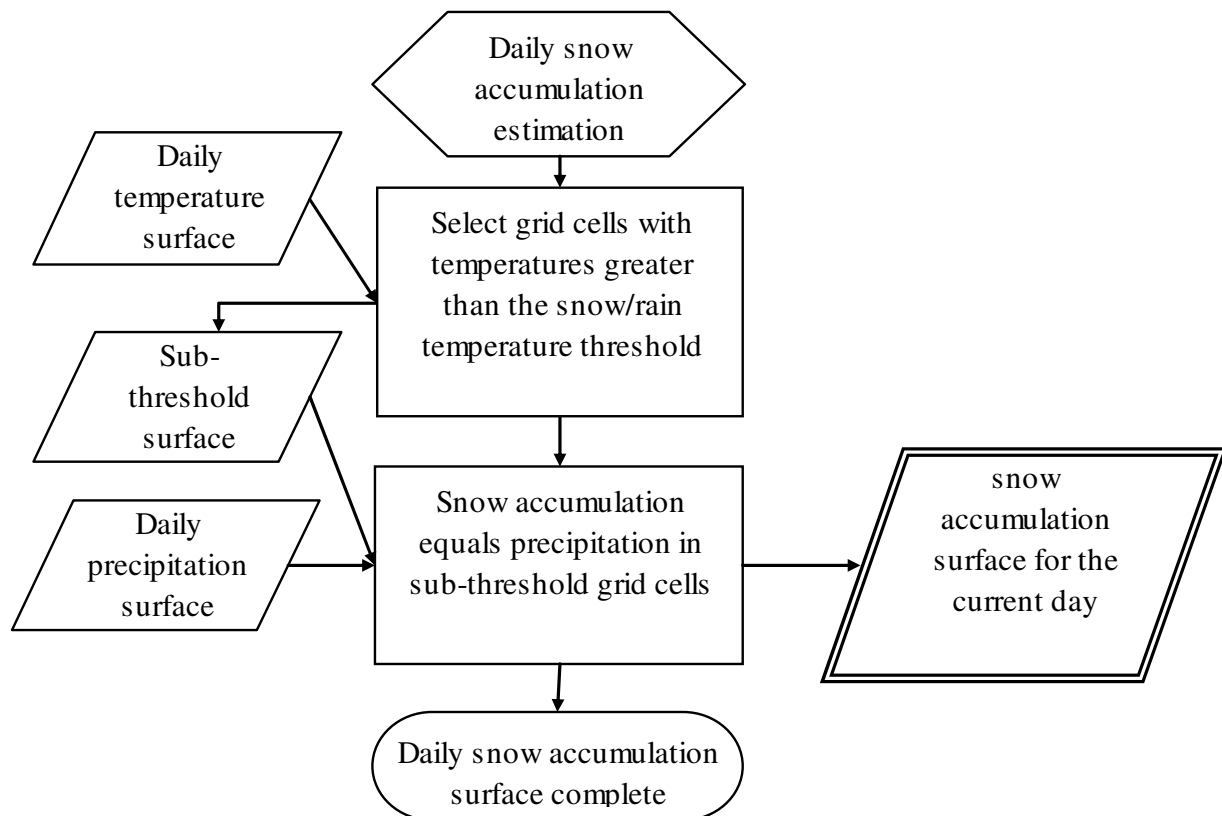 Daily snow
accumulation
estimation
Daily
temperature
surface
Select grid cells with
temperatures greater
than the snow/rain
temperature threshold
Sub-
threshold
surface
Daily
precipitation
surface
Snow accumulation
equals precipitation in
sub-threshold grid cells
snow
accumulation
surface for the
current day
Daily snow accumulation
surface complete